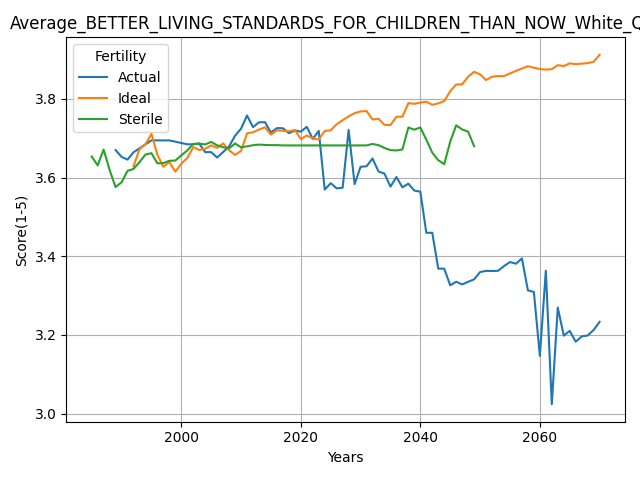 Average_BETTER_LIVING_STANDARDS_FOR_CHILDREN_THAN_NOW_White_Q
Fertility
Actual
Ideal
Sterile
Score(1-5)
3.8
3.6
3.4
3.2
3.0
2000 2020 2040 2060
Years